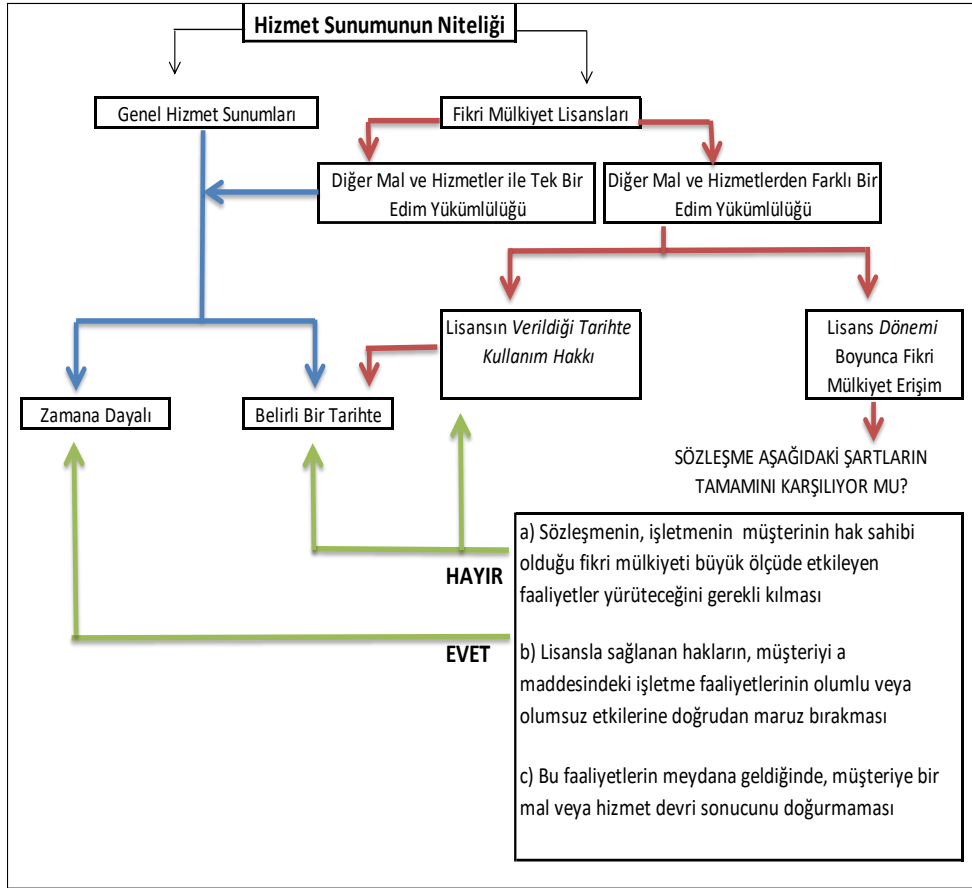 Hizmet Sunumunun Niteliği
Genel Hizmet Sunumları
Fikri Mülkiyet Lisansları
Diğer Mal ve Hizmetler ile Tek Bir
Edim Yükümlülüğü
Diğer Mal ve Hizmetlerden Farklı Bir
Edim Yükümlülüğü
Lisansın Verildiği Tarihte
Kullanım Hakkı
Lisans Dönemi
Boyunca Fikri
Mülkiyet Erişim
Zamana Dayalı
Belirli Bir Tarihte
SÖZLEŞME AŞAĞIDAKİ ŞARTLARIN
TAMAMINI KARŞILIYOR MU?
a) Sözleşmenin, işletmenin müşterinin hak sahibi
olduğu fikri mülkiyeti büyük ölçüde etkileyen
faaliyetler yürüteceğini gerekli kılması
HAYIR
EVET
b) Lisansla sağlanan hakların, müşteriyi a
maddesindeki işletme faaliyetlerinin olumlu veya
olumsuz etkilerine doğrudan maruz bırakması
c) Bu faaliyetlerin meydana geldiğinde, müşteriye bir
mal veya hizmet devri sonucunu doğurmaması